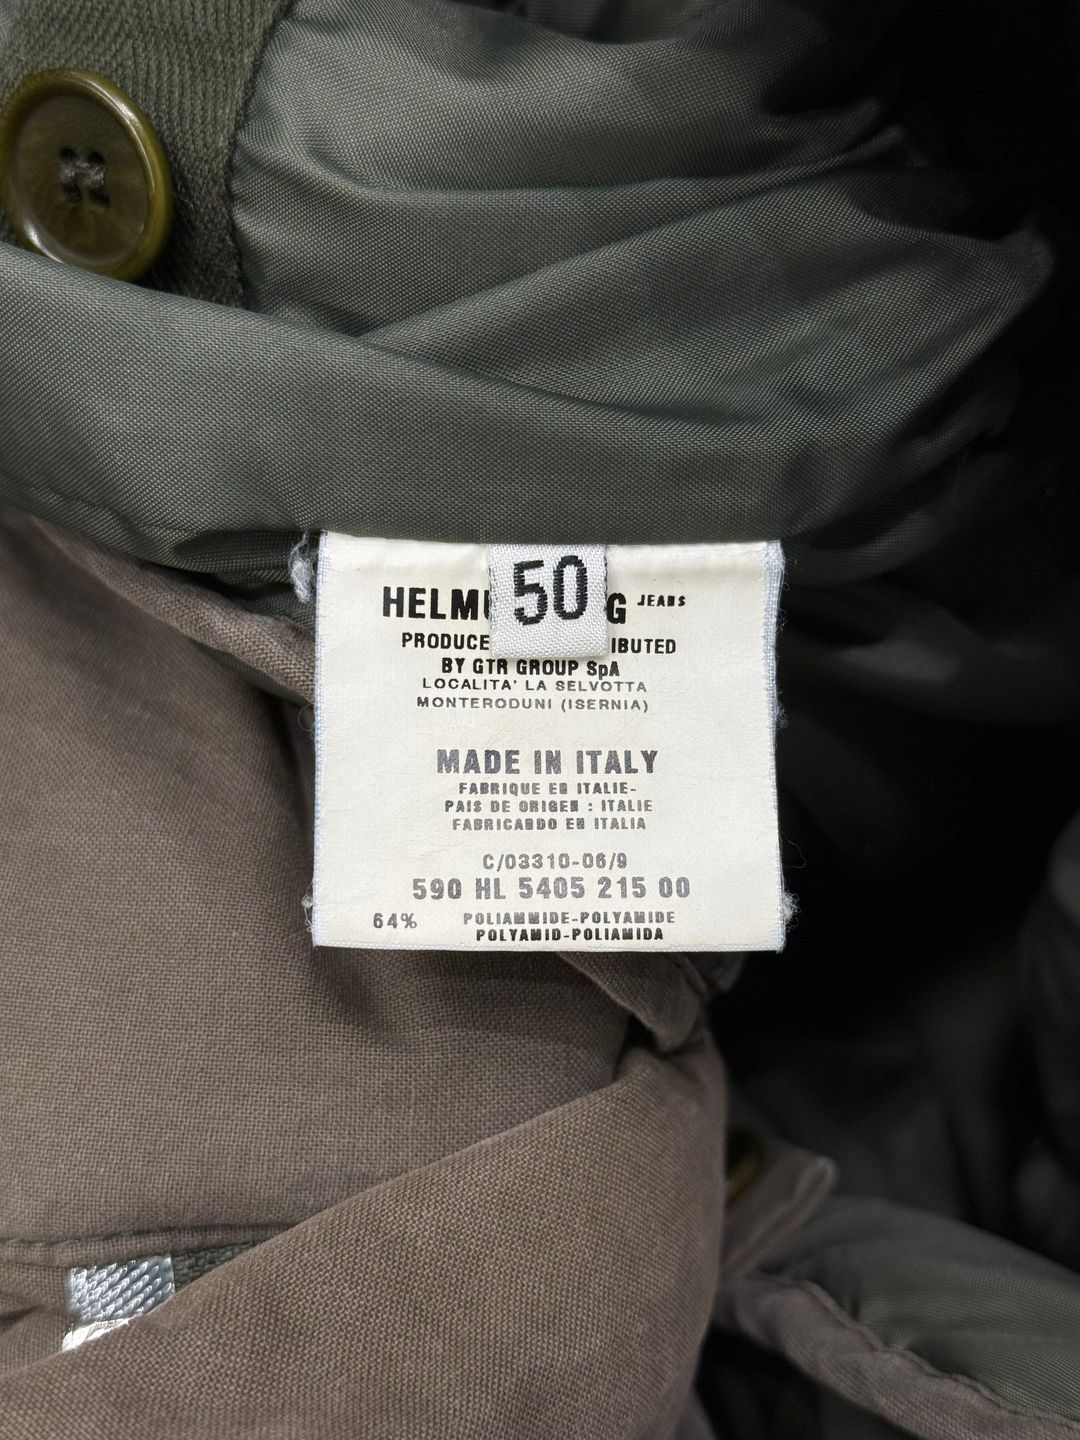 50
HELMU G JEANS
PRODUCE IBUTED
BY GTR GROUP SpA
LOCALITA' LA SELVOTTA
MONTERODUNI (ISERNIA)
MADE IN ITALY
FABRIQUE EN ITALIE-
PAIS DE ORIGEN : ITALIE
FABRICANDO EN ITALIA
C/03310-06/9
590 HL 5405 215 00
64% POLIAMMIDE-POLYAMIDE
POLYAMID-POLIAMIDA